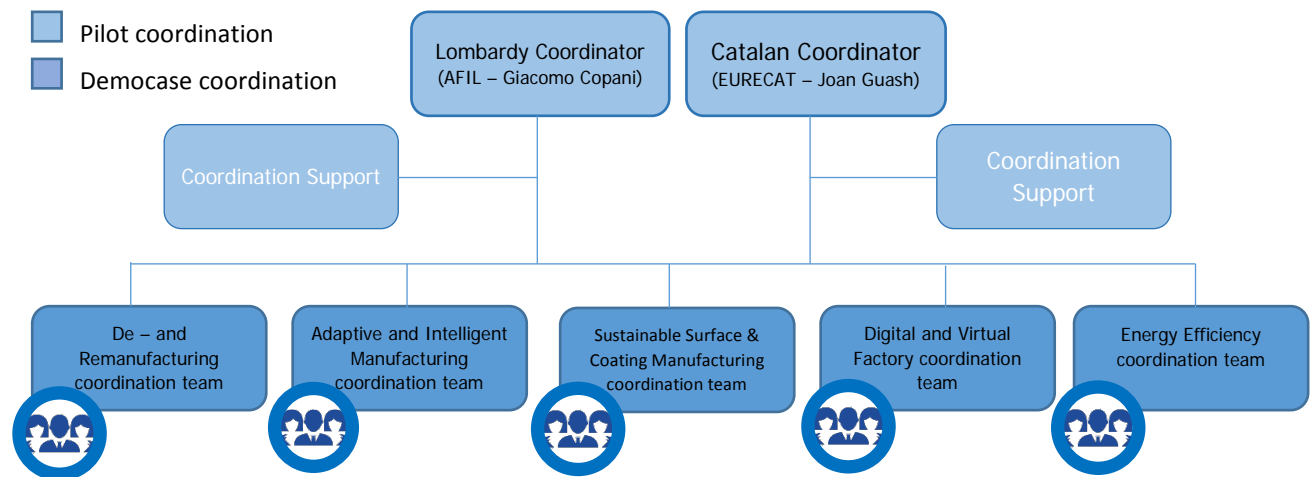 Pilot coordination
Democase coordination
Lombardy Coordinator
(AFIL – Giacomo Copani)
Catalan Coordinator
(EURECAT – Joan Guash)
Coordination Support
Coordination
Support
De – and
Remanufacturing
coordination team
Adaptive and Intelligent
Manufacturing
coordination team
Sustainable Surface &
Coating Manufacturing
coordination team
Digital and Virtual
Factory coordination
team
Energy Efficiency
coordination team